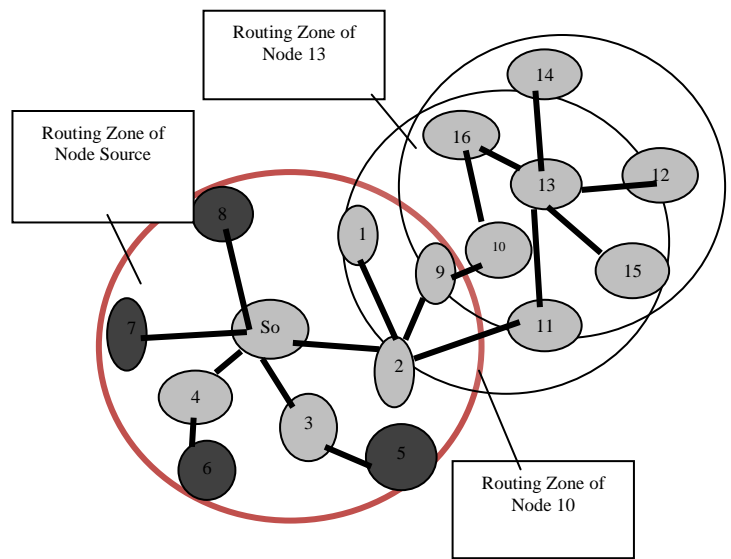 Routing Zone of
Node 13
Routing Zone of
Node Source
14
16
12
13
8
1
10
9
15
7
So
11
2
4
3
5
6
Routing Zone of
Node 10